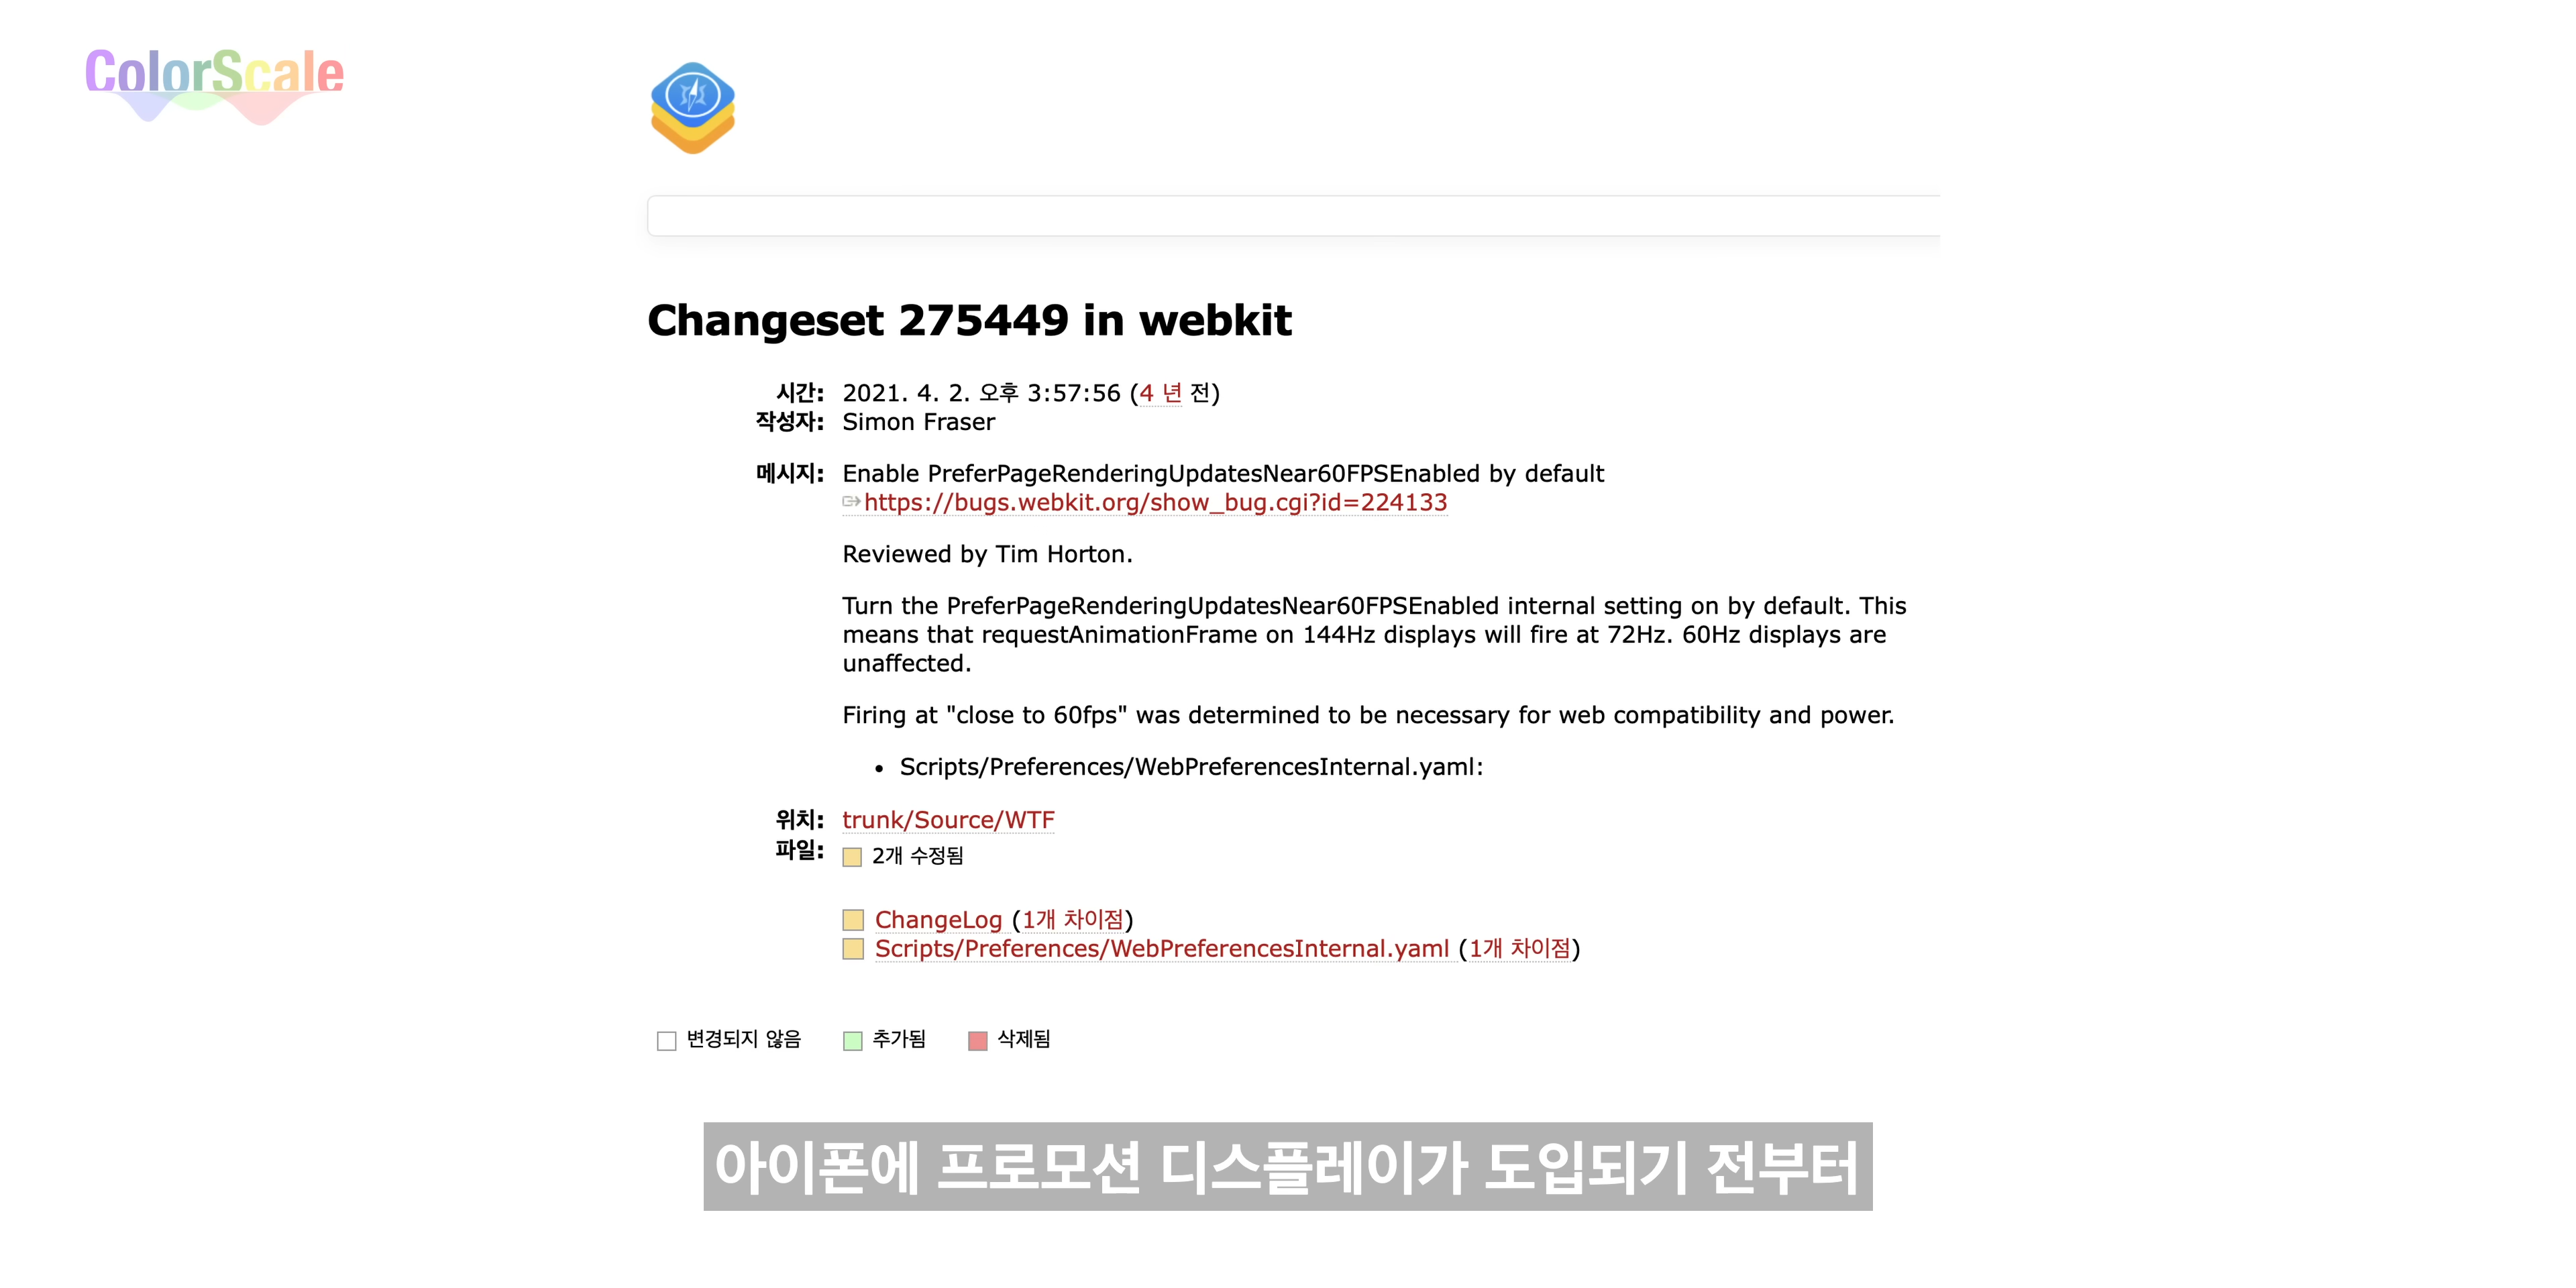 ColorScale
Changeset 275449 in webkit
시간: 2021. 4. 2. 오후 3:57:56 (4 년 전)
작성자: Simon Fraser
메시지: Enable PreferPageRenderingUpdatesNear60FPSEnabled by default
https://bugs.webkit.org/show_bug.cgi?id=224133
Reviewed by Tim Horton.
Turn the PreferPageRenderingUpdatesNear60FPSEnabled internal setting on by default. This
means that requestAnimationFrame on 144Hz displays will fire at 72Hz. 60Hz displays are
unaffected.
Firing at "close to 60fps" was determined to be necessary for web compatibility and power.
• Scripts/Preferences/WebPreferencesInternal.yaml:
위치: trunk/Source/WTF
파일: 2개 수정됨
ChangeLog (1개 차이점)
Scripts/Preferences/WebPreferencesInternal.yaml (1개 차이점)
변경되지 않음 추가됨 삭제됨
아이폰에 프로모션 디스플레이가 도입되기 전부터